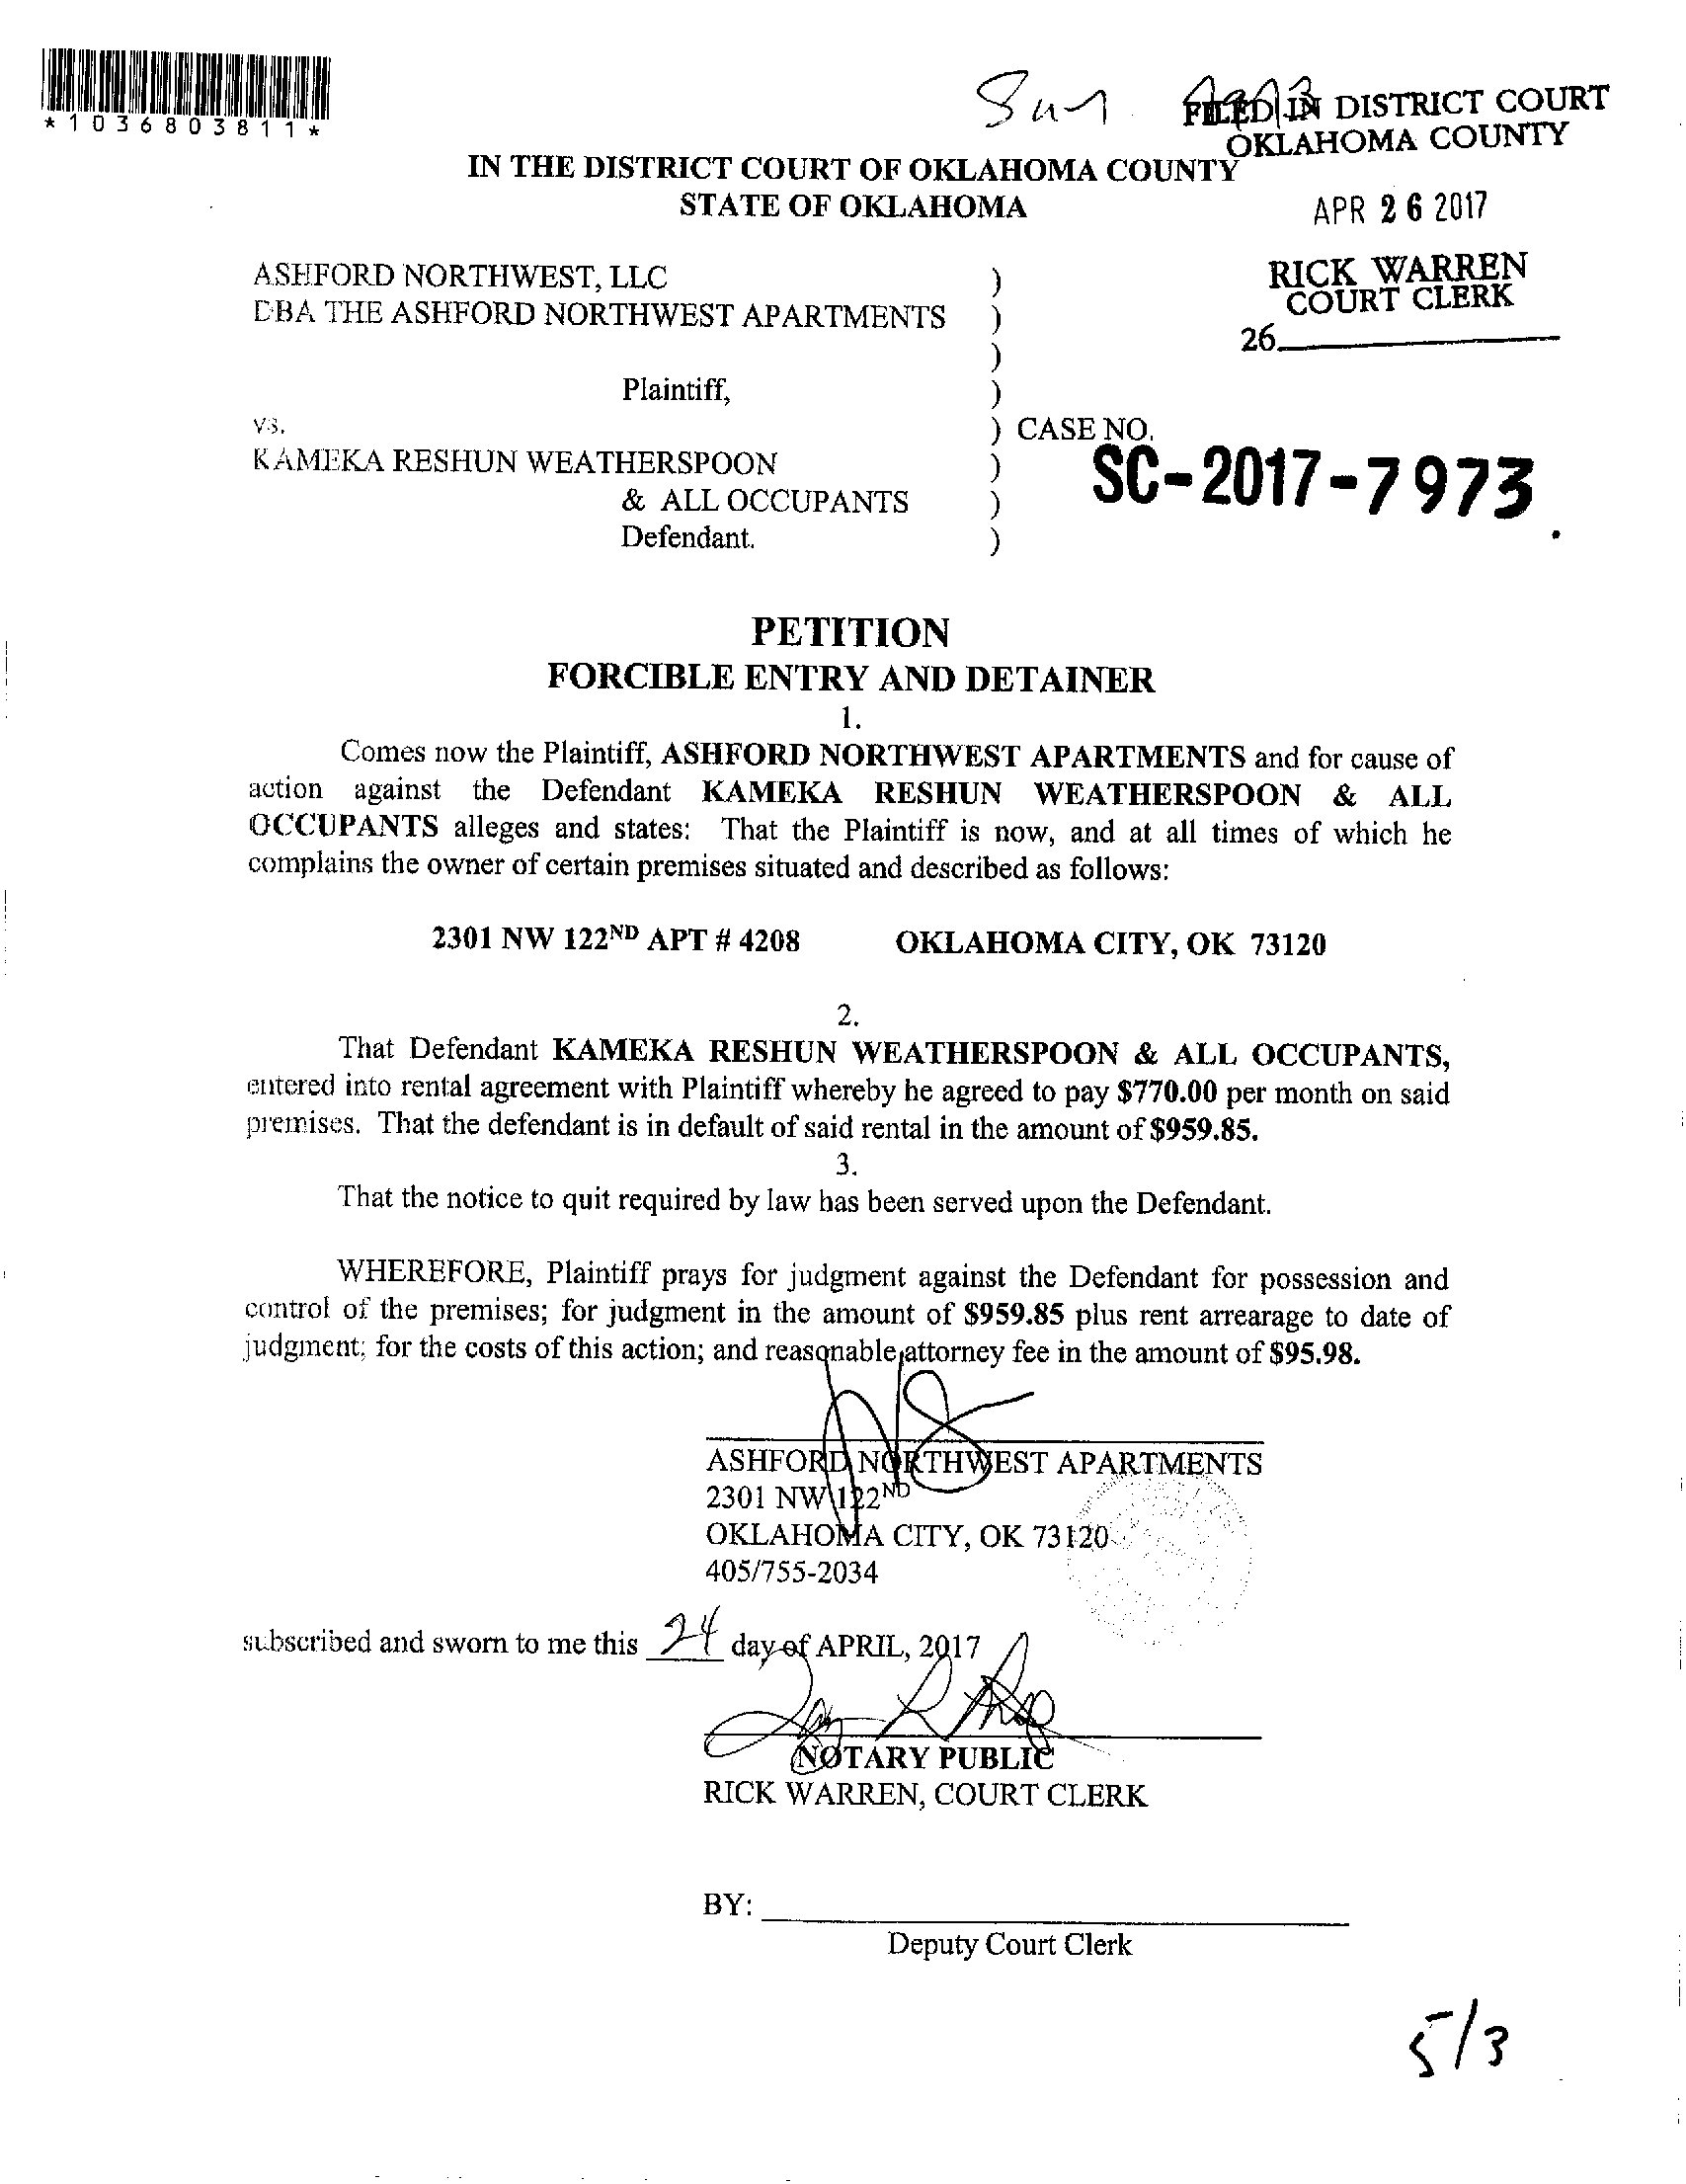 *1036803811*
FILED IN DISTRICT COURT
OKLAHOMA COUNTY
IN THE DISTRICT COURT OF OKLAHOMA COUNTY
STATE OF OKLAHOMA
APR 26 2017
RICK WARREN
COURT CLERK
26
ASHFORD NORTHWEST, LLC )
DBA THE ASHFORD NORTHWEST APARTMENTS )
)
Plaintiff, )
vs. ) CASE NO.
KAMEKA RESHUN WEATHERSPOON ) SC-2017-7973
& ALL OCCUPANTS )
Defendant. )
PETITION
FORCIBLE ENTRY AND DETAINER
1.
Comes now the Plaintiff, ASHFORD NORTHWEST APARTMENTS and for cause of
action against the Defendant KAMEKA RESHUN WEATHERSPOON & ALL
OCCUPANTS alleges and states: That the Plaintiff is now, and at all times of which he
complains the owner of certain premises situated and described as follows:
2301 NW 122ND APT # 4208 OKLAHOMA CITY, OK 73120
2.
That Defendant KAMEKA RESHUN WEATHERSPOON & ALL OCCUPANTS,
entered into rental agreement with Plaintiff whereby he agreed to pay $770.00 per month on said
premises. That the defendant is in default of said rental in the amount of $959.85.
3.
That the notice to quit required by law has been served upon the Defendant.
WHEREFORE, Plaintiff prays for judgment against the Defendant for possession and
control of the premises; for judgment in the amount of $959.85 plus rent arrearage to date of
judgment; for the costs of this action; and reasonable attorney fee in the amount of $95.98.
ASHFORD NORTHWEST APARTMENTS
2301 NW 122ND
OKLAHOMA CITY, OK 73120
405/755-2034
subscribed and sworn to me this 24 day of APRIL, 2017
NOTARY PUBLIC
RICK WARREN, COURT CLERK
BY:
Deputy Court Clerk
5/3